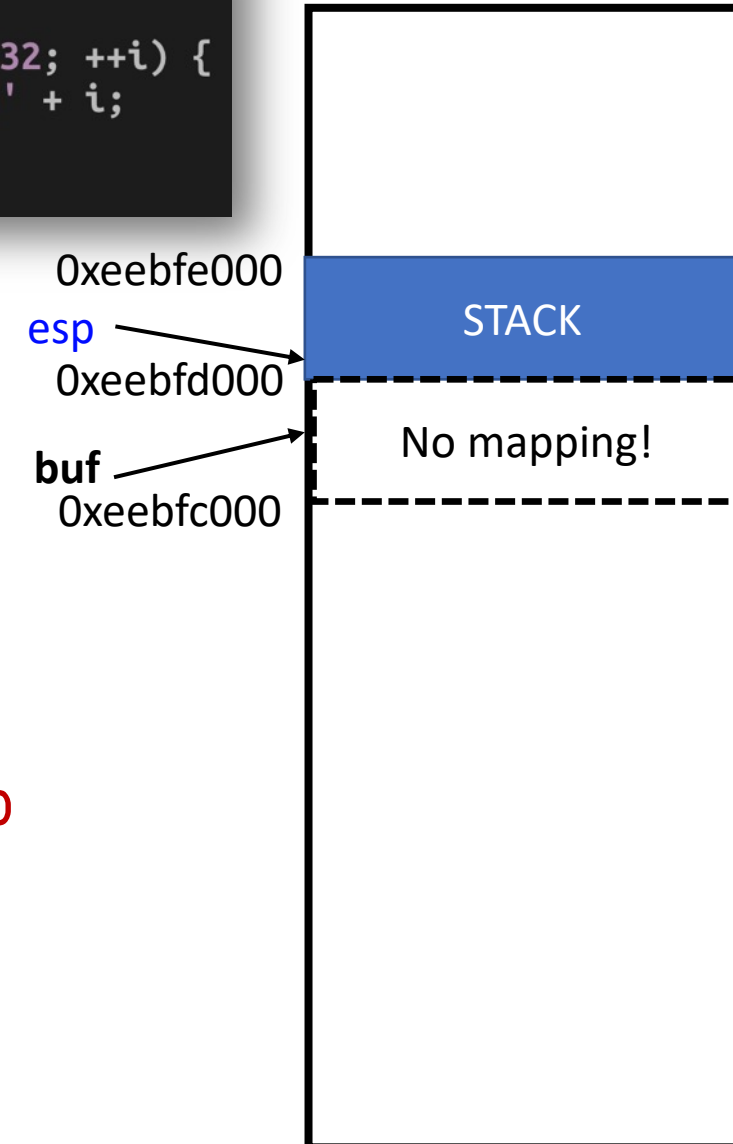 32; ++i) {
' + i;
0xeebfe000
STACK
esp
0xeebfd000
No mapping!
buf
0xeebfc000